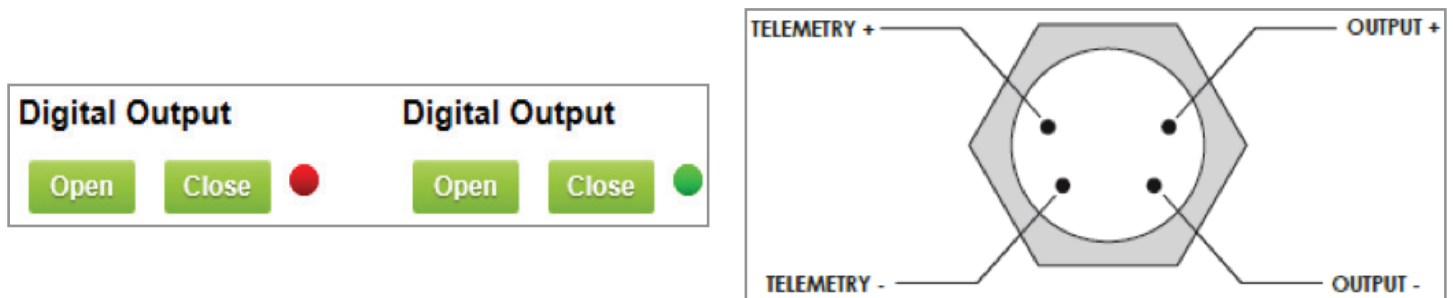 Digital Output
Open Close
Digital Output
Open Close
TELEMETRY +
OUTPUT +
TELEMETRY -
OUTPUT -